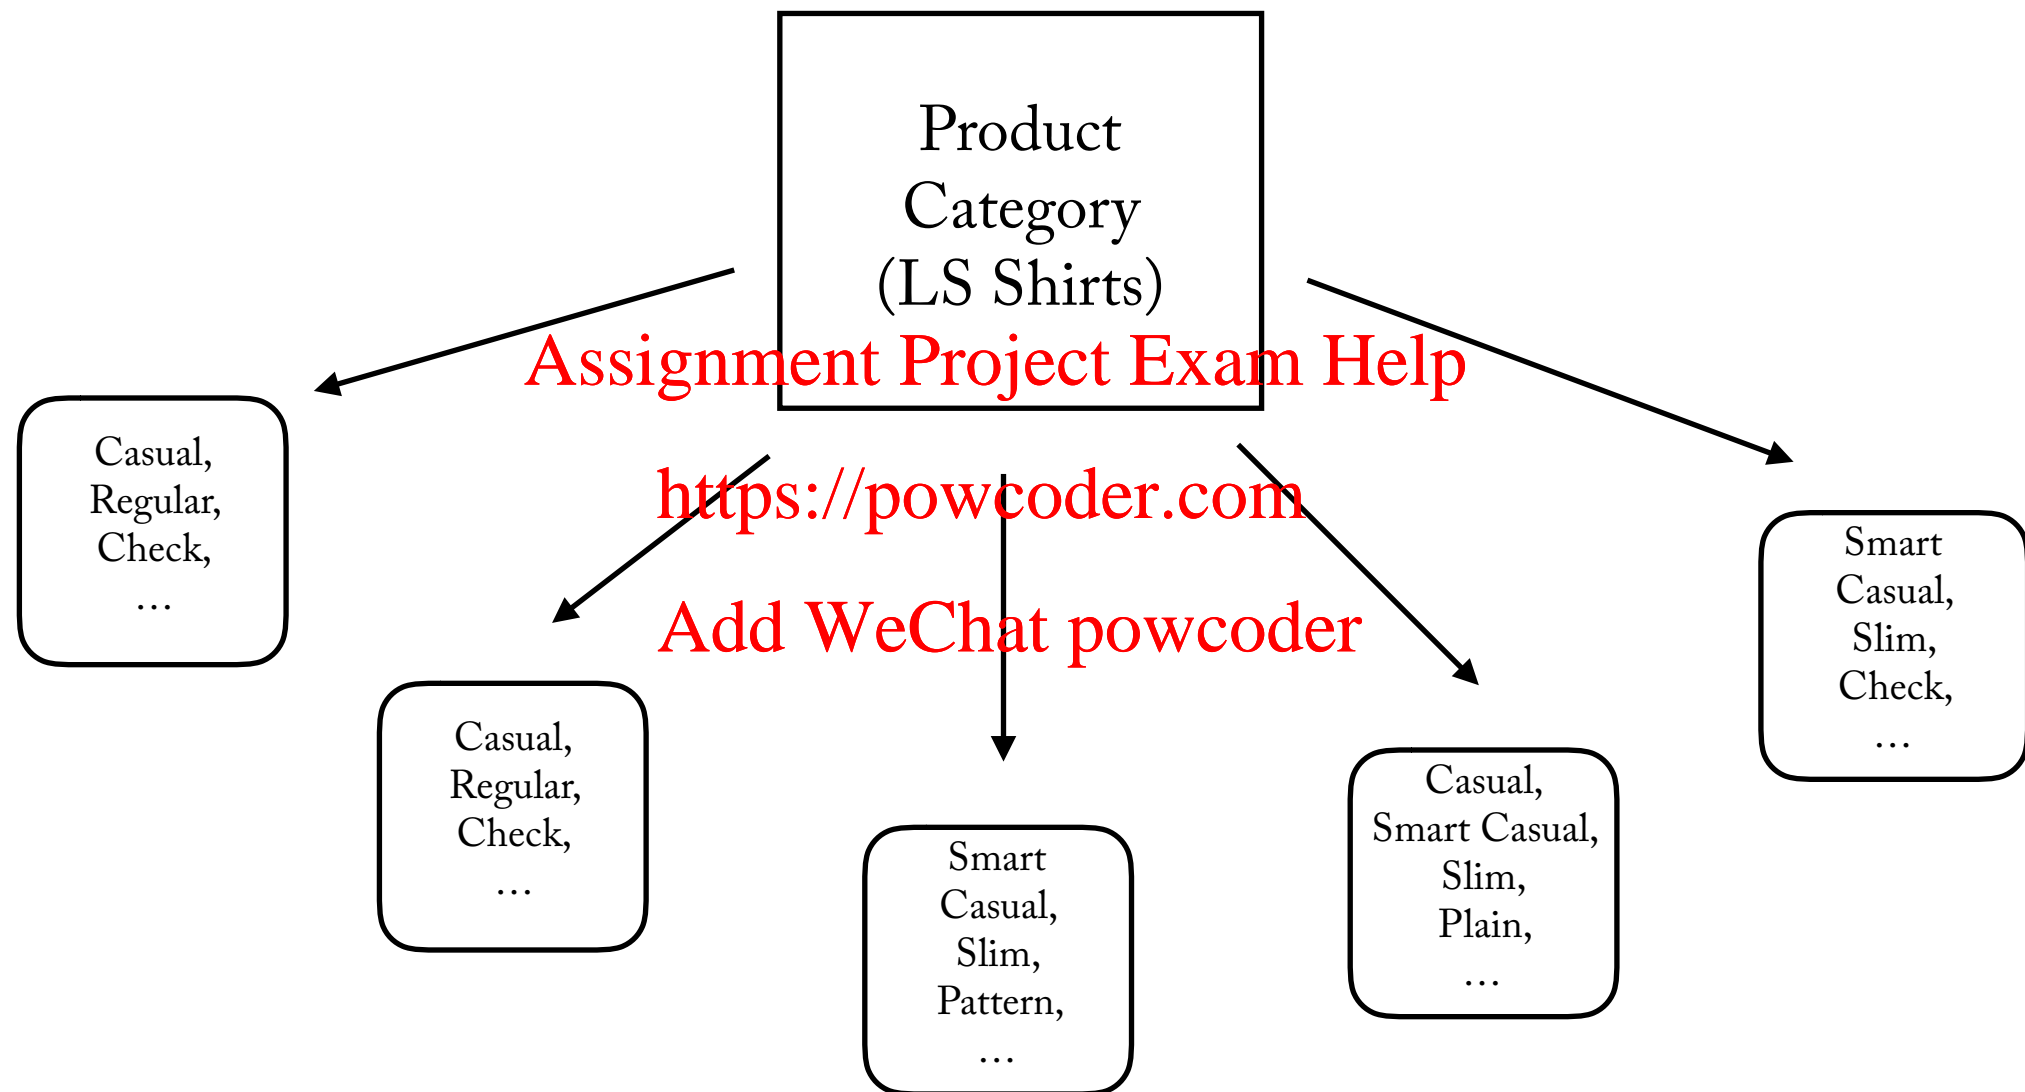 Product
Category
(LS Shirts)
Assignment Project Exam Help
https://powcoder.com
Add WeChat powcoder
Casual,
Regular,
Check,
…
Casual,
Regular,
Check,
…
Smart
Casual,
Slim,
Pattern,
…
Casual,
Smart Casual,
Slim,
Plain,
…
Smart
Casual,
Slim,
Check,
…